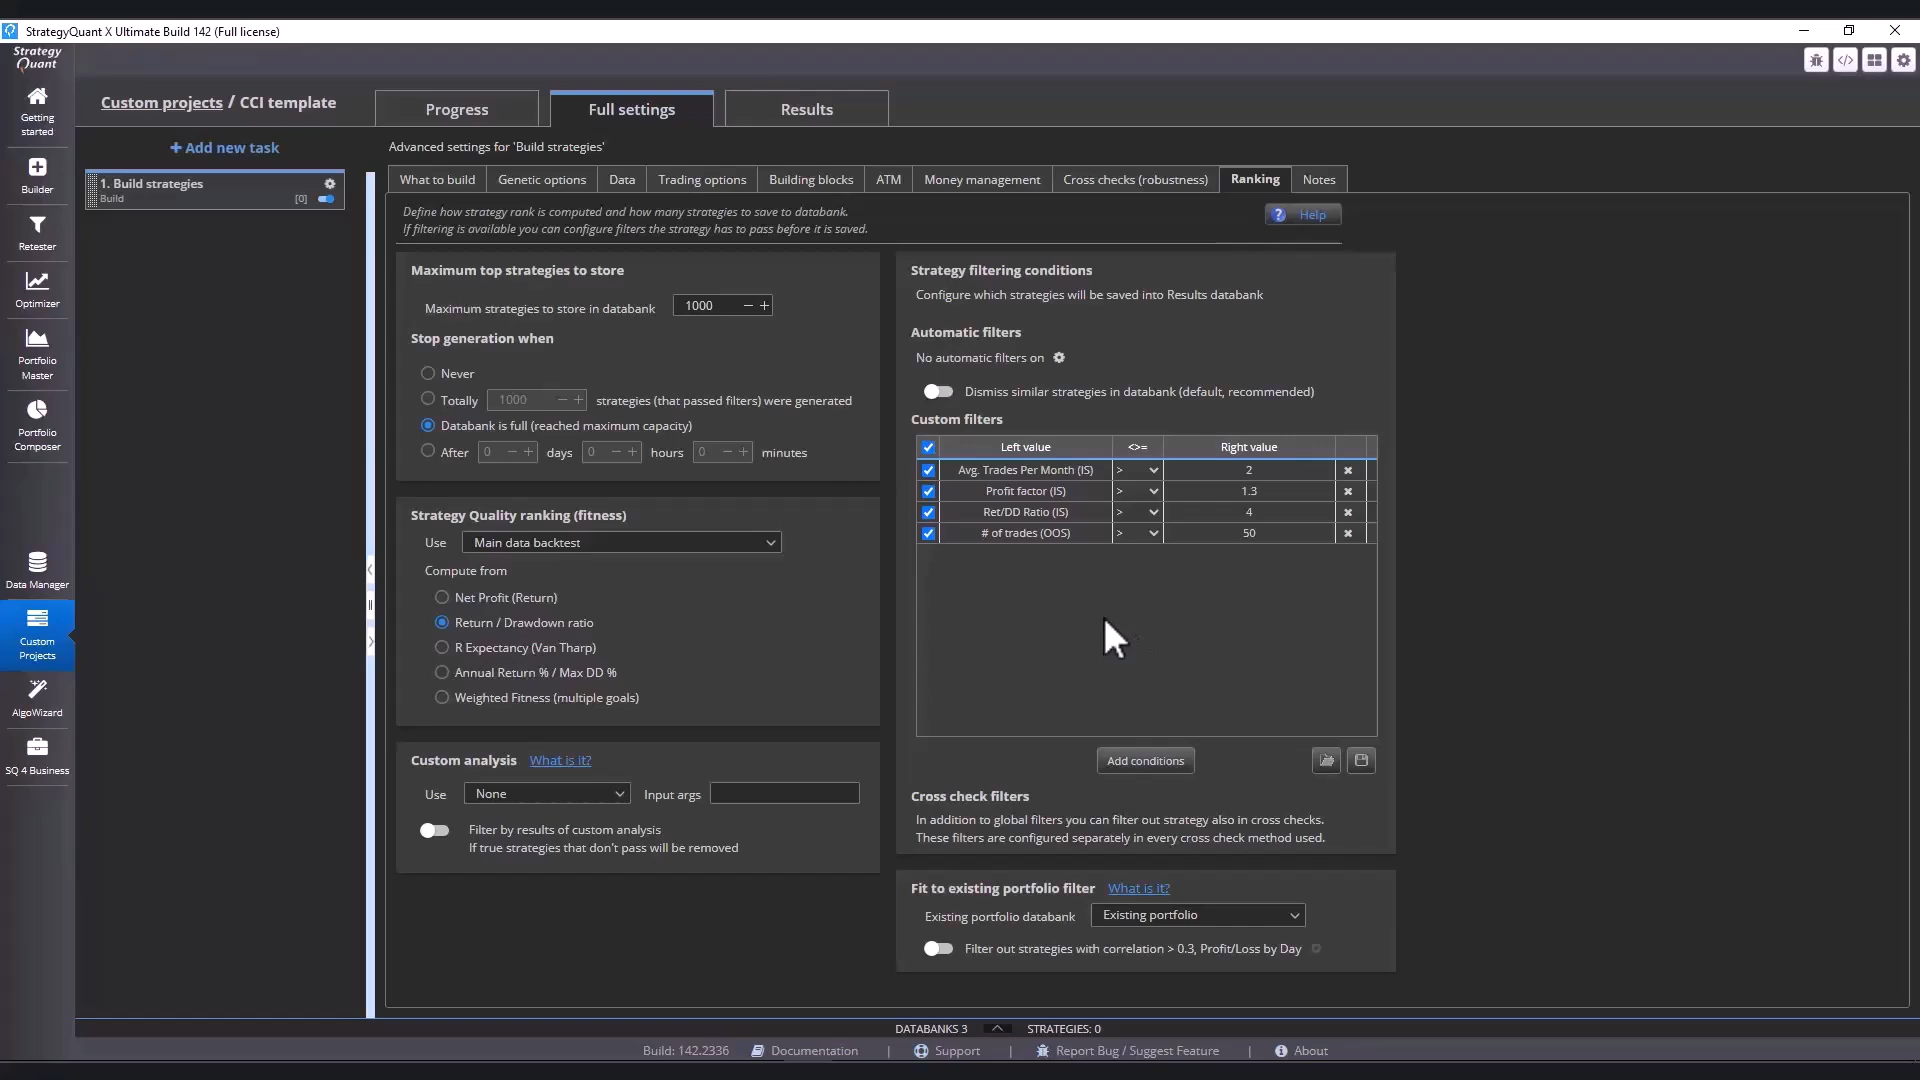 StrategyQuant X Ultimate Build 142 (Full license)
Strategy
Quant
Getting
started
Builder
Retester
Optimizer
Portfolio
Master
Portfolio
Composer
Data Manager
Custom
Projects
AlgoWizard
SQ 4 Business
Custom projects / CCI template
Progress
Full settings
Results
+ Add new task
1. Build strategies
Build
[0]
Advanced settings for 'Build strategies'
What to build
Genetic options
Data
Trading options
Building blocks
ATM
Money management
Cross checks (robustness)
Ranking
Notes
Define how strategy rank is computed and how many strategies to save to databank.
If filtering is available you can configure filters the strategy has to pass before it is saved.
? Help
Maximum top strategies to store
Maximum strategies to store in databank 1000 − +
Stop generation when
Never
Totally 1000 − + strategies (that passed filters) were generated
Databank is full (reached maximum capacity)
After 0 − + days 0 − + hours 0 − + minutes
Strategy Quality ranking (fitness)
Use Main data backtest
Compute from
Net Profit (Return)
Return / Drawdown ratio
R Expectancy (Van Tharp)
Annual Return % / Max DD %
Weighted Fitness (multiple goals)
Custom analysis What is it?
Use None Input args
Filter by results of custom analysis
If true strategies that don't pass will be removed
Strategy filtering conditions
Configure which strategies will be saved into Results databank
Automatic filters
No automatic filters on
Dismiss similar strategies in databank (default, recommended)
Custom filters
Left value <>= Right value
Avg. Trades Per Month (IS) > 2
Profit factor (IS) > 1.3
Ret/DD Ratio (IS) > 4
# of trades (OOS) > 50
Add conditions
Cross check filters
In addition to global filters you can filter out strategy also in cross checks.
These filters are configured separately in every cross check method used.
Fit to existing portfolio filter What is it?
Existing portfolio databank Existing portfolio
Filter out strategies with correlation > 0.3, Profit/Loss by Day
DATABANKS 3 STRATEGIES: 0
Build: 142.2336 Documentation | Support | Report Bug / Suggest Feature | About